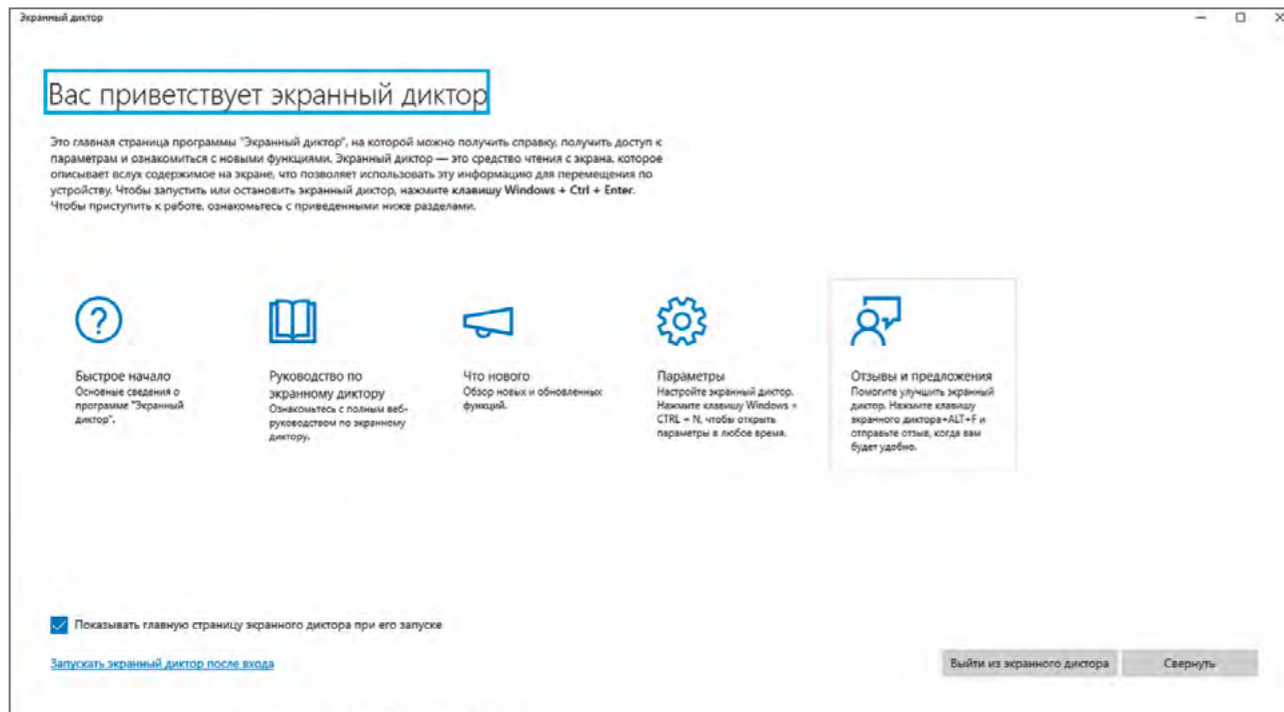 Экранный диктор
Вас приветствует экранный диктор
Это главная страница программы "Экранный диктор", на которой можно получить справку, получить доступ к
параметрам и ознакомиться с новыми функциями. Экранный диктор — это средство чтения с экрана, которое
описывает вслух содержимое на экране, что позволяет использовать эту информацию для перемещения по
устройству. Чтобы запустить или остановить экранный диктор, нажмите клавишу Windows + Ctrl + Enter.
Чтобы приступить к работе, ознакомьтесь с приведенными ниже разделами.
Быстрое начало
Основные сведения о
программе "Экранный
диктор".
Руководство по
экранному диктору
Ознакомьтесь с полным веб-
руководством по экранному
диктору.
Что нового
Обзор новых и обновленных
функций.
Параметры
Настройте экранный диктор.
Нажмите клавишу Windows +
CTRL + N, чтобы открыть
параметры в любое время.
Отзывы и предложения
Помогите улучшить экранный
диктор. Нажмите клавишу
экранного диктора+ALT+F и
отправьте отзыв, когда вам
будет удобно.
Показывать главную страницу экранного диктора при его запуске
Запускать экранный диктор после входа
Выйти из экранного диктора
Свернуть